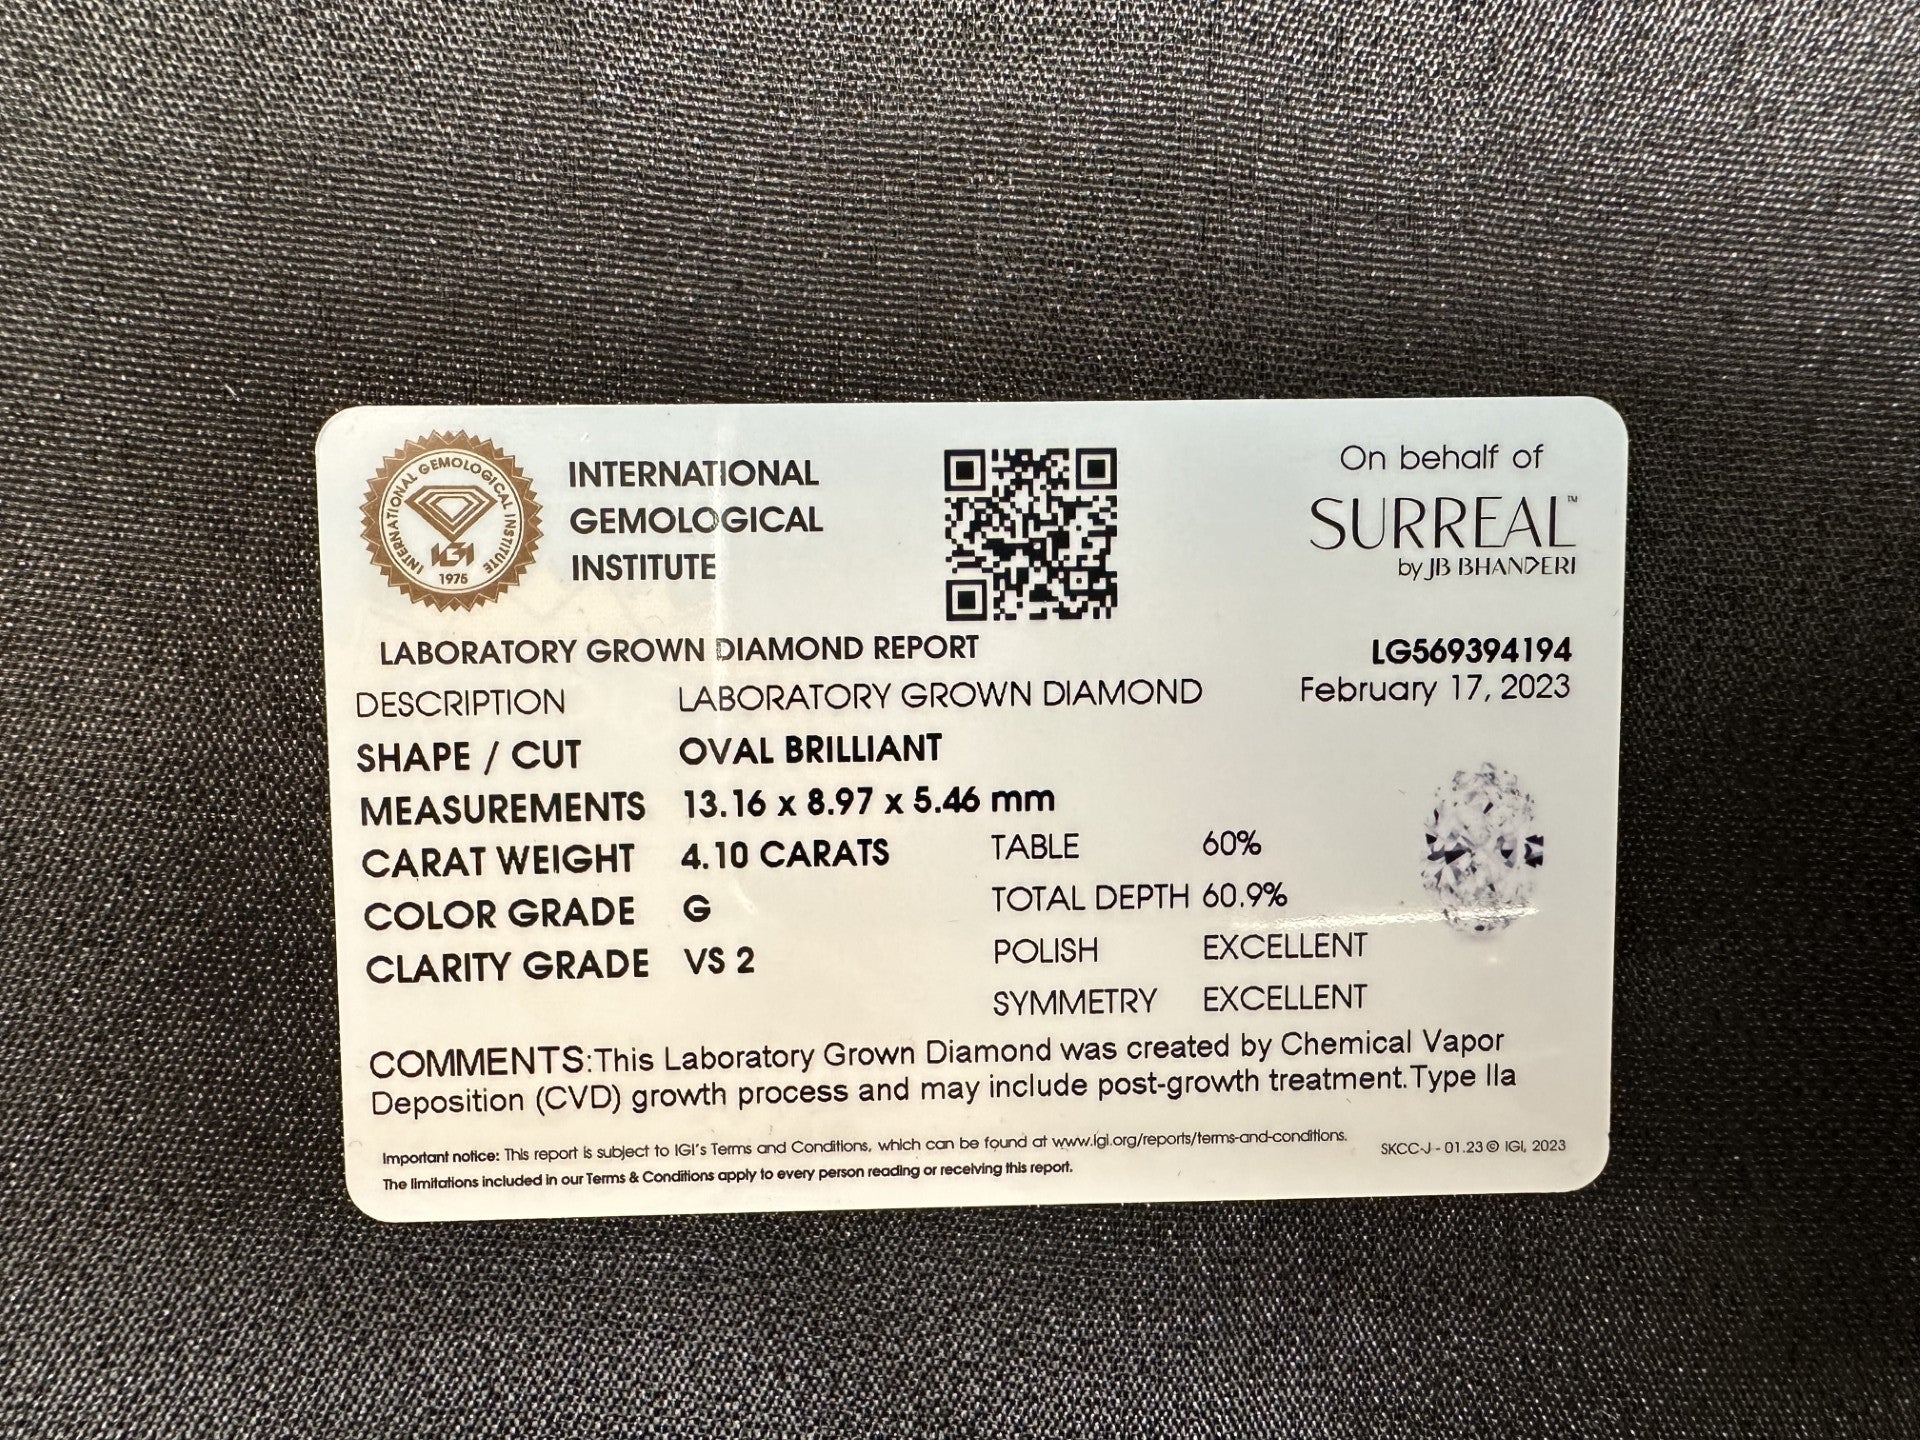 INTERNATIONAL GEMOLOGICAL INSTITUTE
IGI
1975
INTERNATIONAL
GEMOLOGICAL
INSTITUTE
On behalf of
SURREAL™
by JB BHANDERI
LABORATORY GROWN DIAMOND REPORT
LG569394194
DESCRIPTION LABORATORY GROWN DIAMOND
February 17, 2023
SHAPE / CUT OVAL BRILLIANT
MEASUREMENTS 13.16 x 8.97 x 5.46 mm
CARAT WEIGHT 4.10 CARATS
COLOR GRADE G
CLARITY GRADE VS 2
TABLE 60%
TOTAL DEPTH 60.9%
POLISH EXCELLENT
SYMMETRY EXCELLENT
COMMENTS:This Laboratory Grown Diamond was created by Chemical Vapor
Deposition (CVD) growth process and may include post-growth treatment.Type IIa
Important notice: This report is subject to IGI's Terms and Conditions, which can be found at www.igi.org/reports/terms-and-conditions.
The limitations included in our Terms & Conditions apply to every person reading or receiving this report.
SKCC-J - 01.23 © IGI, 2023